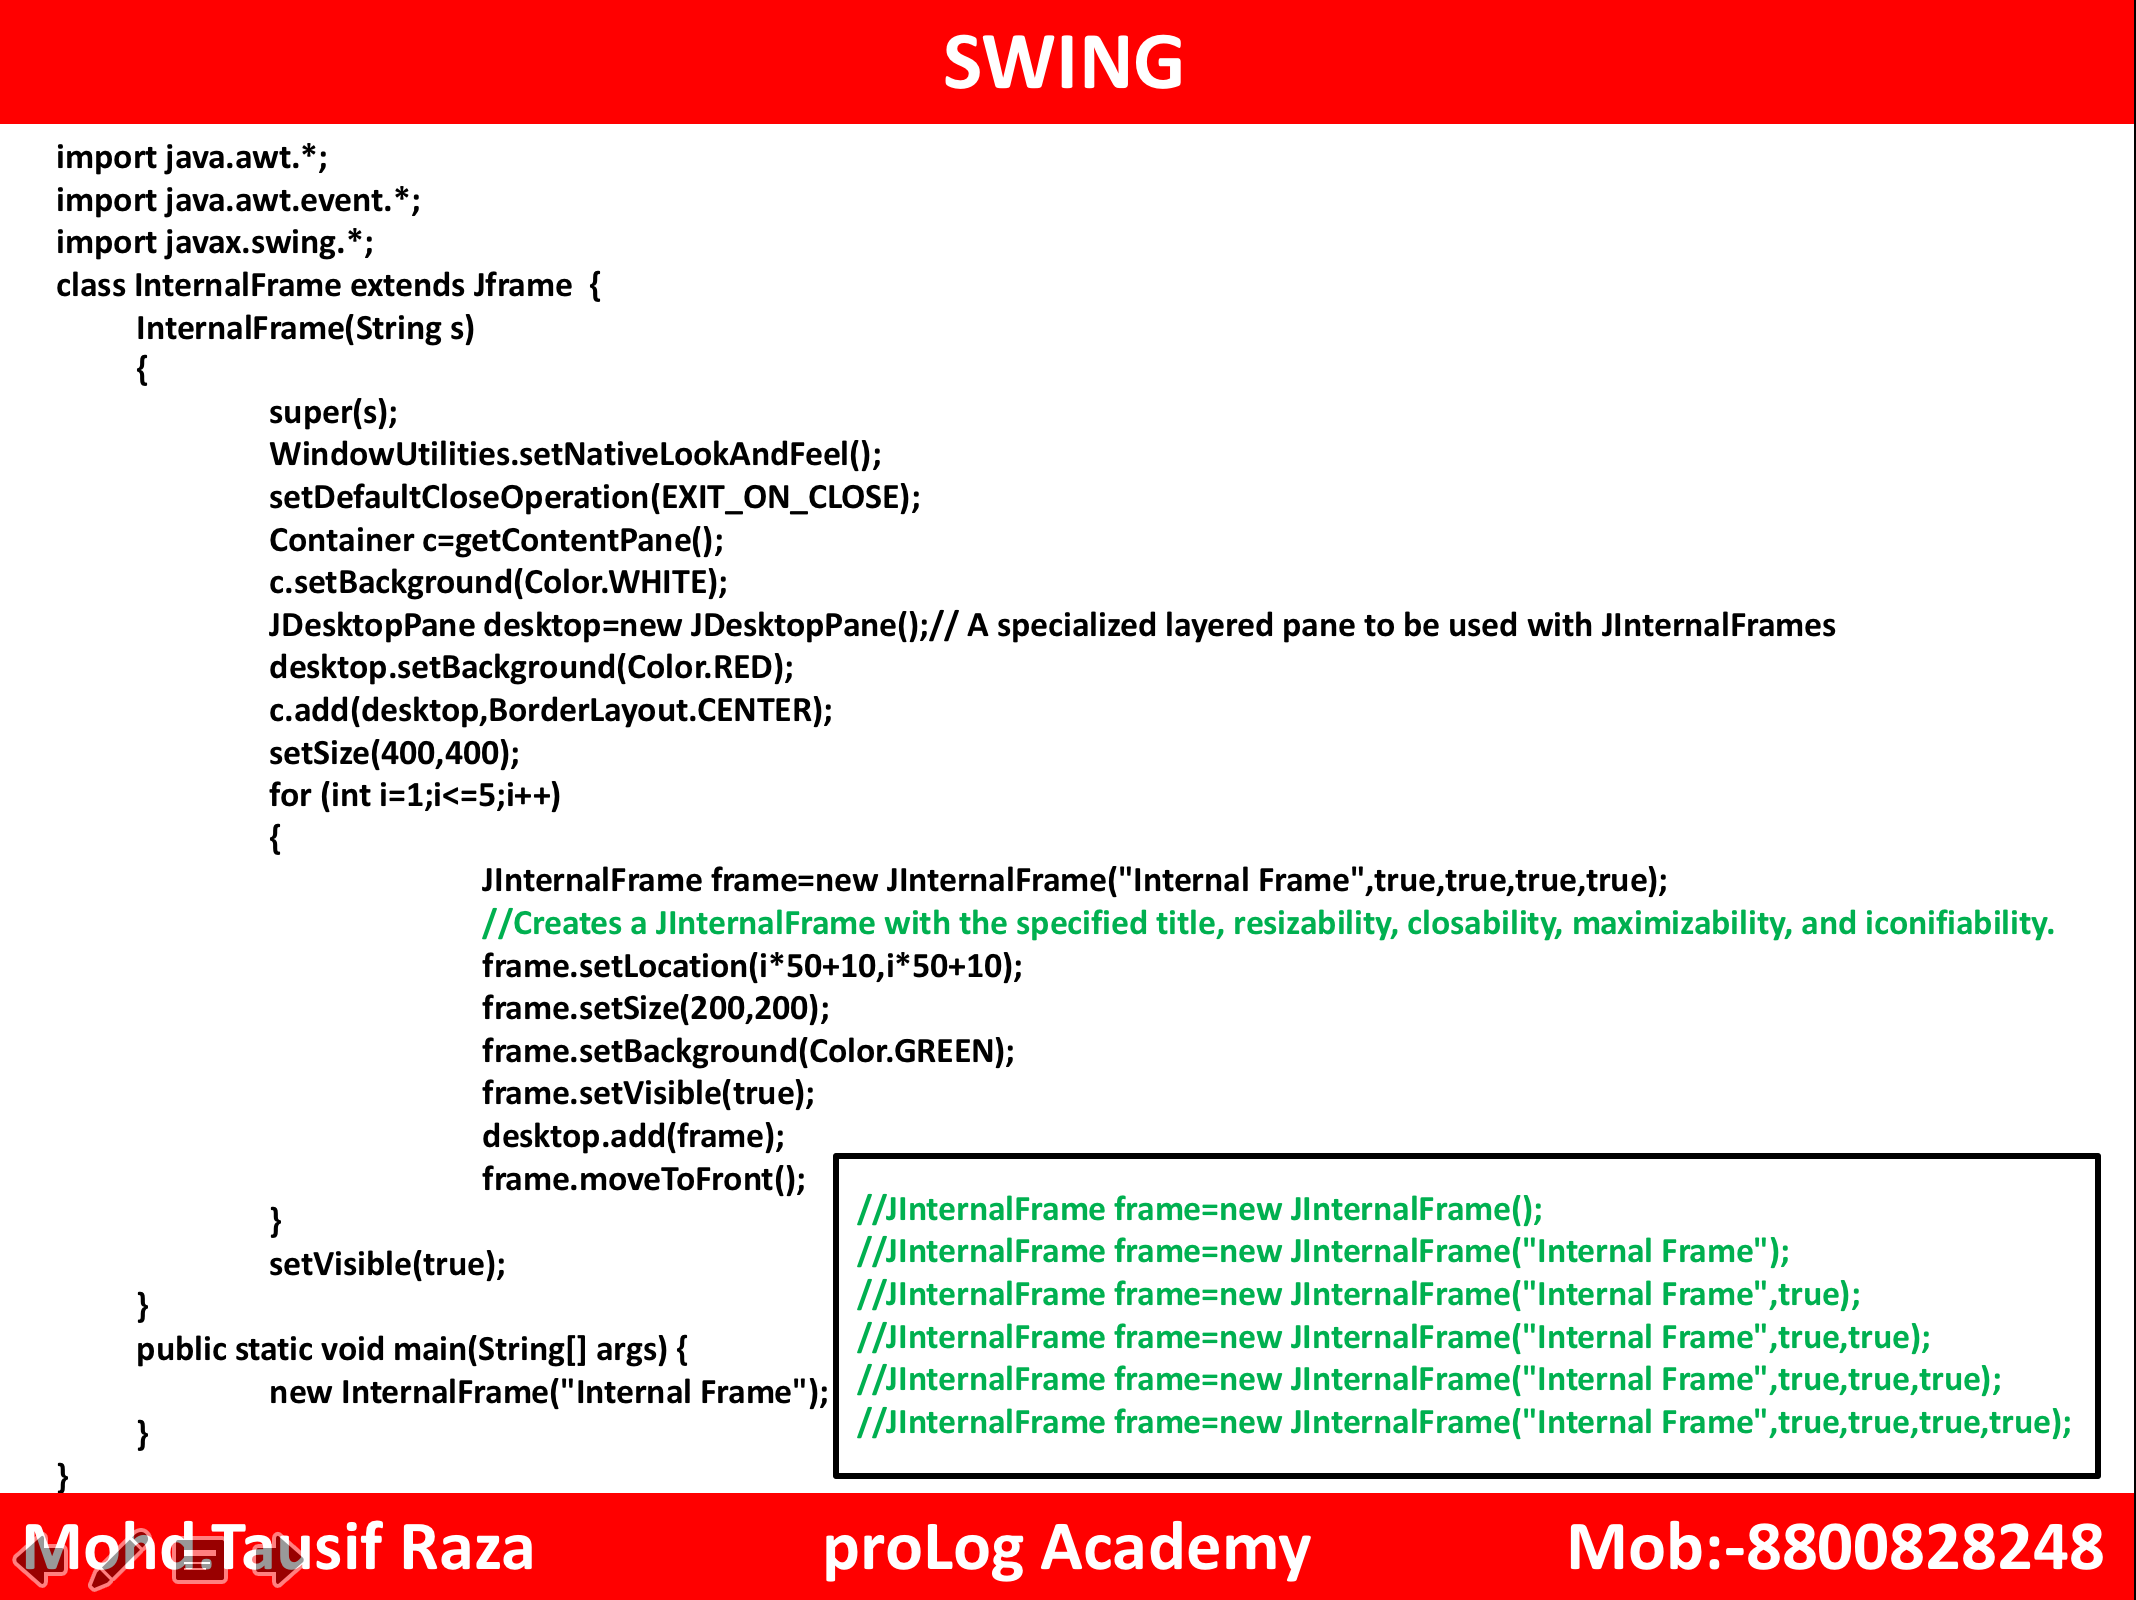 SWING
import java.awt.*;
import java.awt.event.*;
import javax.swing.*;
class InternalFrame extends Jframe  {
InternalFrame(String s)
{
super(s);
WindowUtilities.setNativeLookAndFeel();
setDefaultCloseOperation(EXIT_ON_CLOSE);
Container c=getContentPane();
c.setBackground(Color.WHITE);
JDesktopPane desktop=new JDesktopPane();// A specialized layered pane to be used with JInternalFrames
desktop.setBackground(Color.RED);
c.add(desktop,BorderLayout.CENTER);
setSize(400,400);
for (int i=1;i<=5;i++)
{
JInternalFrame frame=new JInternalFrame("Internal Frame",true,true,true,true);
//Creates a JInternalFrame with the specified title, resizability, closability, maximizability, and iconifiability.
frame.setLocation(i*50+10,i*50+10);
frame.setSize(200,200);
frame.setBackground(Color.GREEN);
frame.setVisible(true);
desktop.add(frame);
frame.moveToFront();
}
setVisible(true);
}
public static void main(String[] args) {
new InternalFrame("Internal Frame");
}
}
//JInternalFrame frame=new JInternalFrame();
//JInternalFrame frame=new JInternalFrame("Internal Frame");
//JInternalFrame frame=new JInternalFrame("Internal Frame",true);
//JInternalFrame frame=new JInternalFrame("Internal Frame",true,true);
//JInternalFrame frame=new JInternalFrame("Internal Frame",true,true,true);
//JInternalFrame frame=new JInternalFrame("Internal Frame",true,true,true,true);
Mohd.Tausif Raza proLog Academy Mob:-8800828248